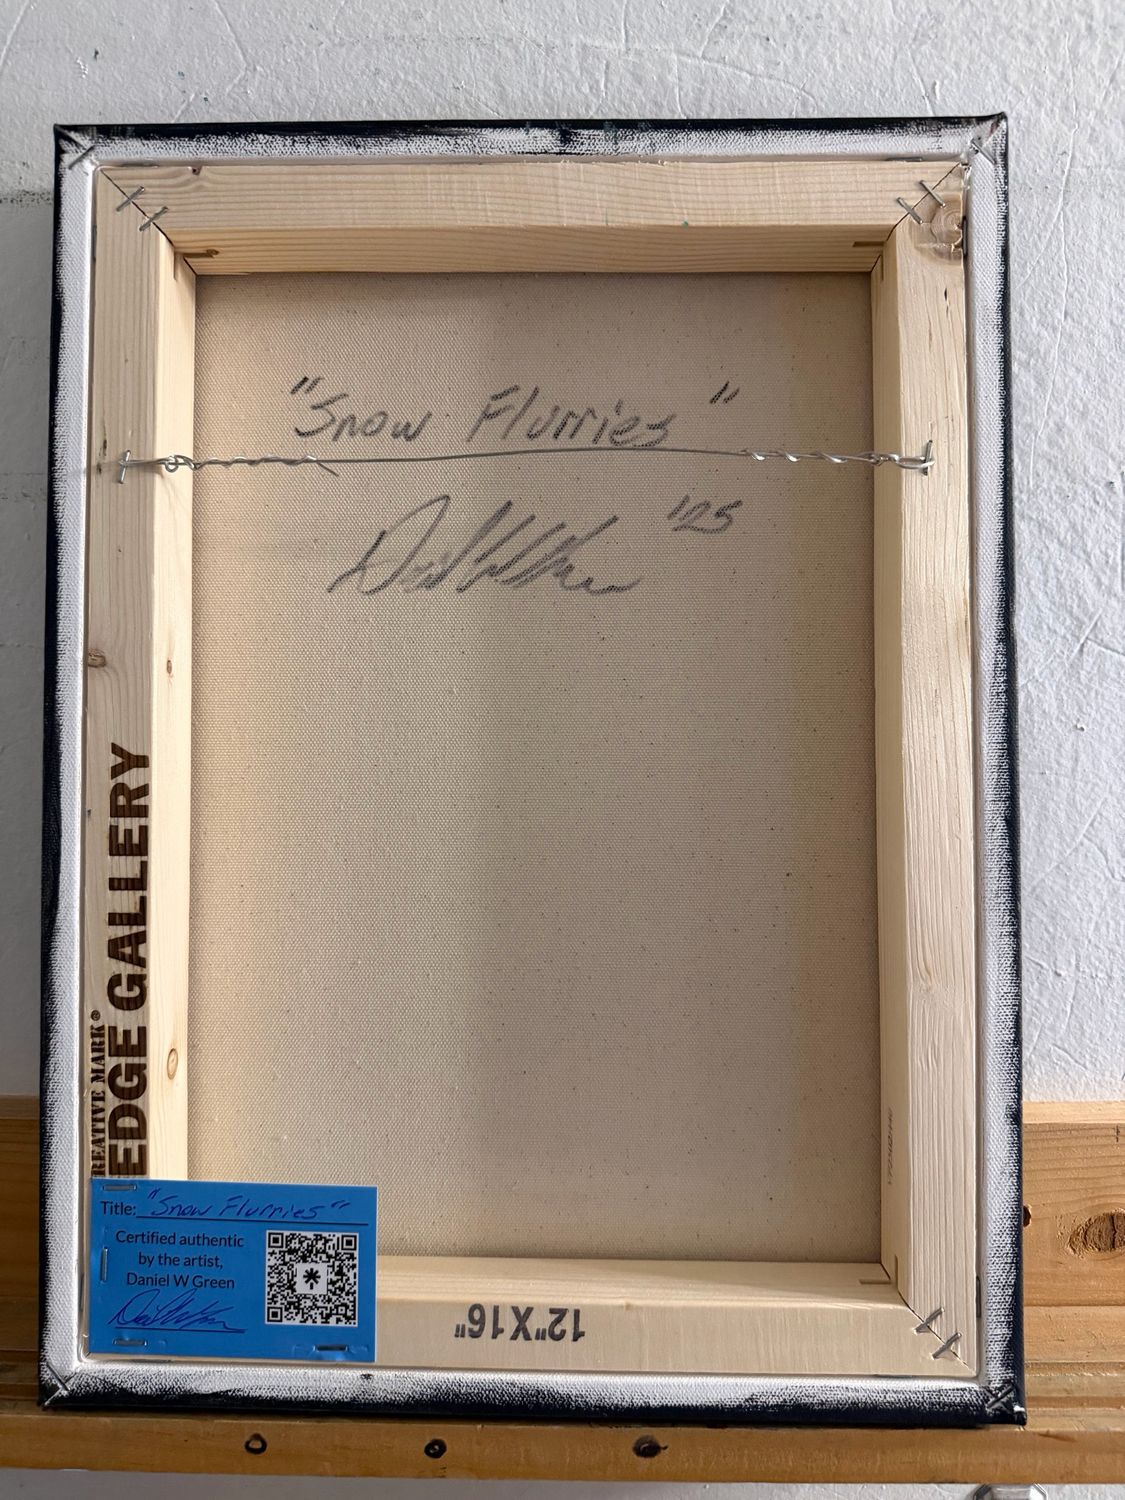 "Snow Flurries"
'25
CREATIVE MARK®
EDGE GALLERY
Title: "Snow Flurries"
Certified authentic
by the artist,
Daniel W Green
12"X16"